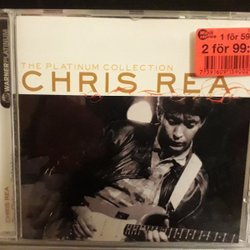 THE PLATINUM COLLECTION
CHRIS REA
1 för 59
2 för 99:
WARNER PLATINUM
CHRIS REA